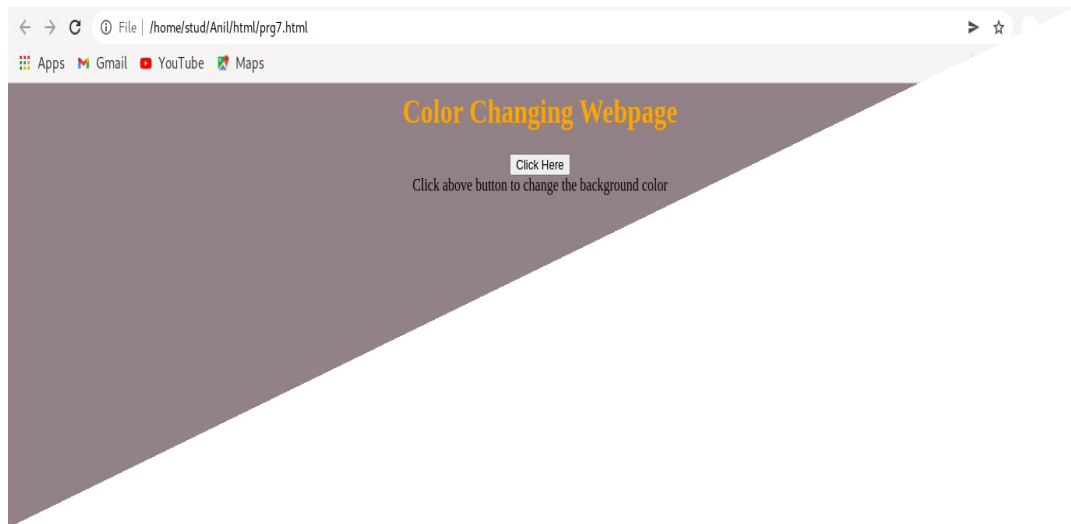 File | /home/stud/Anil/html/prg7.html
Apps Gmail YouTube Maps
Color Changing Webpage
Click Here
Click above button to change the background color